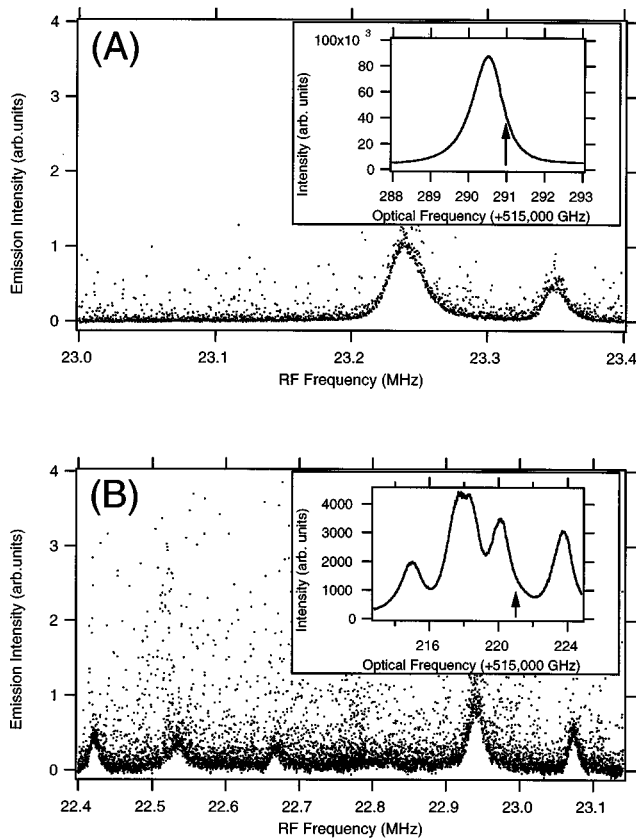 (A)
Emission Intensity (arb.units)
4
3
2
1
0
23.0 23.1 23.2 23.3 23.4
RF Frequency (MHz)
Intensity (arb. units)
100x10 3
80
60
40
20
0
288 289 290 291 292 293
Optical Frequency (+515,000 GHz)
(B)
Emission Intensity (arb.units)
4
3
2
1
0
22.4 22.5 22.6 22.7 22.8 22.9 23.0 23.1
RF Frequency (MHz)
Intensity (arb. units)
4000
3000
2000
1000
0
216 220 224
Optical Frequency (+515,000 GHz)